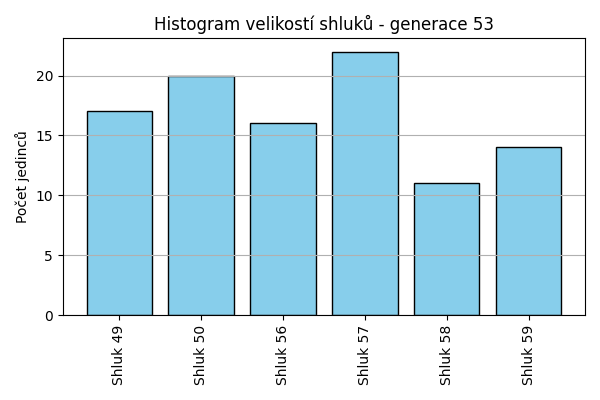 Histogram velikostí shluků - generace 53
Počet jedinců
20
15
10
5
0
Shluk 49
Shluk 50
Shluk 56
Shluk 57
Shluk 58
Shluk 59